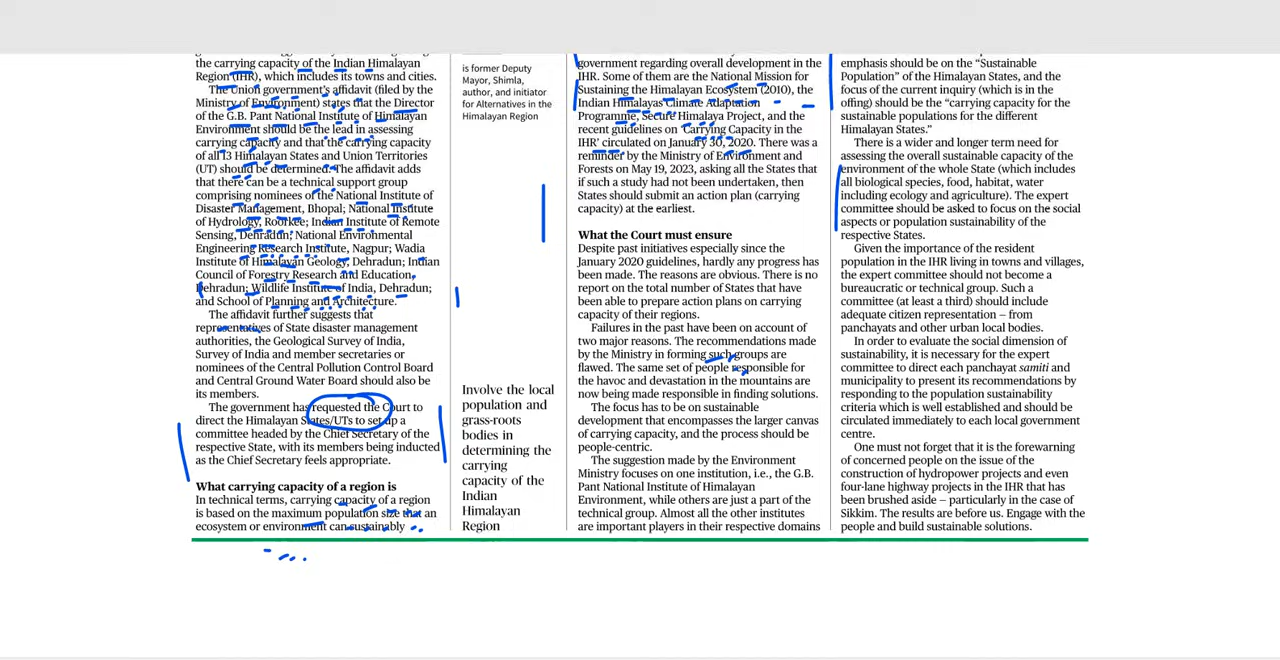 the carrying capacity of the Indian Himalayan
Region (IHR), which includes its towns and cities.
The Union government's affidavit (filed by the
Ministry of Environment) states that the Director
of the G.B. Pant National Institute of Himalayan
Environment should be the lead in assessing
carrying capacity and that the carrying capacity
of all 13 Himalayan States and Union Territories
(UT) should be determined. The affidavit adds
that there can be a technical support group
comprising nominees of the National Institute of
Disaster Management, Bhopal; National Institute
of Hydrology, Roorkee; Indian Institute of Remote
Sensing, Dehradun; National Environmental
Engineering Research Institute, Nagpur; Wadia
Institute of Himalayan Geology, Dehradun; Indian
Council of Forestry Research and Education,
Dehradun; Wildlife Institute of India, Dehradun;
and School of Planning and Architecture.
The affidavit further suggests that
representatives of State disaster management
authorities, the Geological Survey of India,
Survey of India and member secretaries or
nominees of the Central Pollution Control Board
and Central Ground Water Board should also be
its members.
The government has requested the Court to
direct the Himalayan States/UTs to set up a
committee headed by the Chief Secretary of the
respective State, with its members being inducted
as the Chief Secretary feels appropriate.
What carrying capacity of a region is
In technical terms, carrying capacity of a region
is based on the maximum population size that an
ecosystem or environment can sustainably
is former Deputy
Mayor, Shimla,
author, and initiator
for Alternatives in the
Himalayan Region
Involve the local
population and
grass-roots
bodies in
determining the
carrying
capacity of the
Indian
Himalayan
Region
government regarding overall development in the
IHR. Some of them are the National Mission for
Sustaining the Himalayan Ecosystem (2010), the
Indian Himalayas Climate Adaptation
Programme, Secure Himalaya Project, and the
recent guidelines on 'Carrying Capacity in the
IHR' circulated on January 30, 2020. There was a
reminder by the Ministry of Environment and
Forests on May 19, 2023, asking all the States that
if such a study had not been undertaken, then
States should submit an action plan (carrying
capacity) at the earliest.
What the Court must ensure
Despite past initiatives especially since the
January 2020 guidelines, hardly any progress has
been made. The reasons are obvious. There is no
report on the total number of States that have
been able to prepare action plans on carrying
capacity of their regions.
Failures in the past have been on account of
two major reasons. The recommendations made
by the Ministry in forming such groups are
flawed. The same set of people responsible for
the havoc and devastation in the mountains are
now being made responsible in finding solutions.
The focus has to be on sustainable
development that encompasses the larger canvas
of carrying capacity, and the process should be
people-centric.
The suggestion made by the Environment
Ministry focuses on one institution, i.e., the G.B.
Pant National Institute of Himalayan
Environment, while others are just a part of the
technical group. Almost all the other institutes
are important players in their respective domains
emphasis should be on the "Sustainable
Population" of the Himalayan States, and the
focus of the current inquiry (which is in the
offing) should be the "carrying capacity for the
sustainable populations for the different
Himalayan States."
There is a wider and longer term need for
assessing the overall sustainable capacity of the
environment of the whole State (which includes
all biological species, food, habitat, water
including ecology and agriculture). The expert
committee should be asked to focus on the social
aspects or population sustainability of the
respective States.
Given the importance of the resident
population in the IHR living in towns and villages,
the expert committee should not become a
bureaucratic or technical group. Such a
committee (at least a third) should include
adequate citizen representation — from
panchayats and other urban local bodies.
In order to evaluate the social dimension of
sustainability, it is necessary for the expert
committee to direct each panchayat samiti and
municipality to present its recommendations by
responding to the population sustainability
criteria which is well established and should be
circulated immediately to each local government
centre.
One must not forget that it is the forewarning
of concerned people on the issue of the
construction of hydropower projects and even
four-lane highway projects in the IHR that has
been brushed aside — particularly in the case of
Sikkim. The results are before us. Engage with the
people and build sustainable solutions.